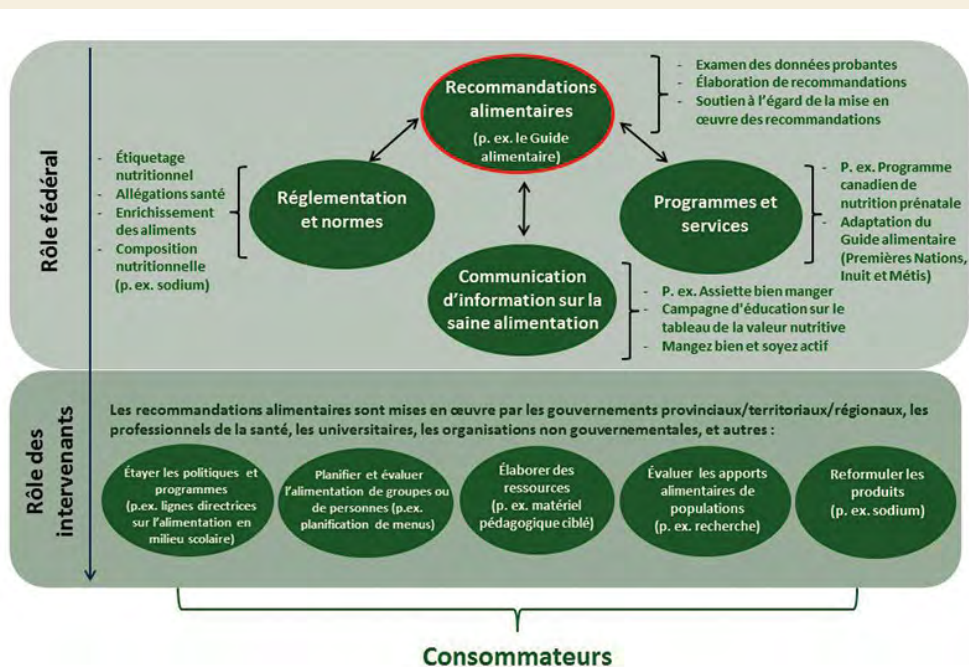 Rôle fédéral
Recommandations
alimentaires
(p. ex. le Guide
alimentaire)
- Examen des données probantes
- Élaboration de recommandations
- Soutien à l'égard de la mise en
œuvre des recommandations
- Étiquetage
nutritionnel
- Allégations santé
- Enrichissement
des aliments
- Composition
nutritionnelle
(p. ex. sodium)
Réglementation
et normes
Programmes et
services
- P. ex. Programme
canadien de
nutrition prénatale
- Adaptation du
Guide alimentaire
(Premières Nations,
Inuit et Métis)
Communication
d'information sur la
saine alimentation
- P. ex. Assiette bien manger
- Campagne d'éducation sur le
tableau de la valeur nutritive
- Mangez bien et soyez actif
Rôle des
intervenants
Les recommandations alimentaires sont mises en œuvre par les gouvernements provinciaux/territoriaux/régionaux, les
professionnels de la santé, les universitaires, les organisations non gouvernementales, et autres :
Étayer les politiques et
programmes
(p.ex. lignes directrices
sur l'alimentation en
milieu scolaire)
Planifier et évaluer
l'alimentation de groupes ou
de personnes (p.ex.
planification de menus)
Élaborer des
ressources
(p. ex. matériel
pédagogique ciblé)
Évaluer les apports
alimentaires de
populations
(p. ex. recherche)
Reformuler les
produits
(p. ex. sodium)
Consommateurs